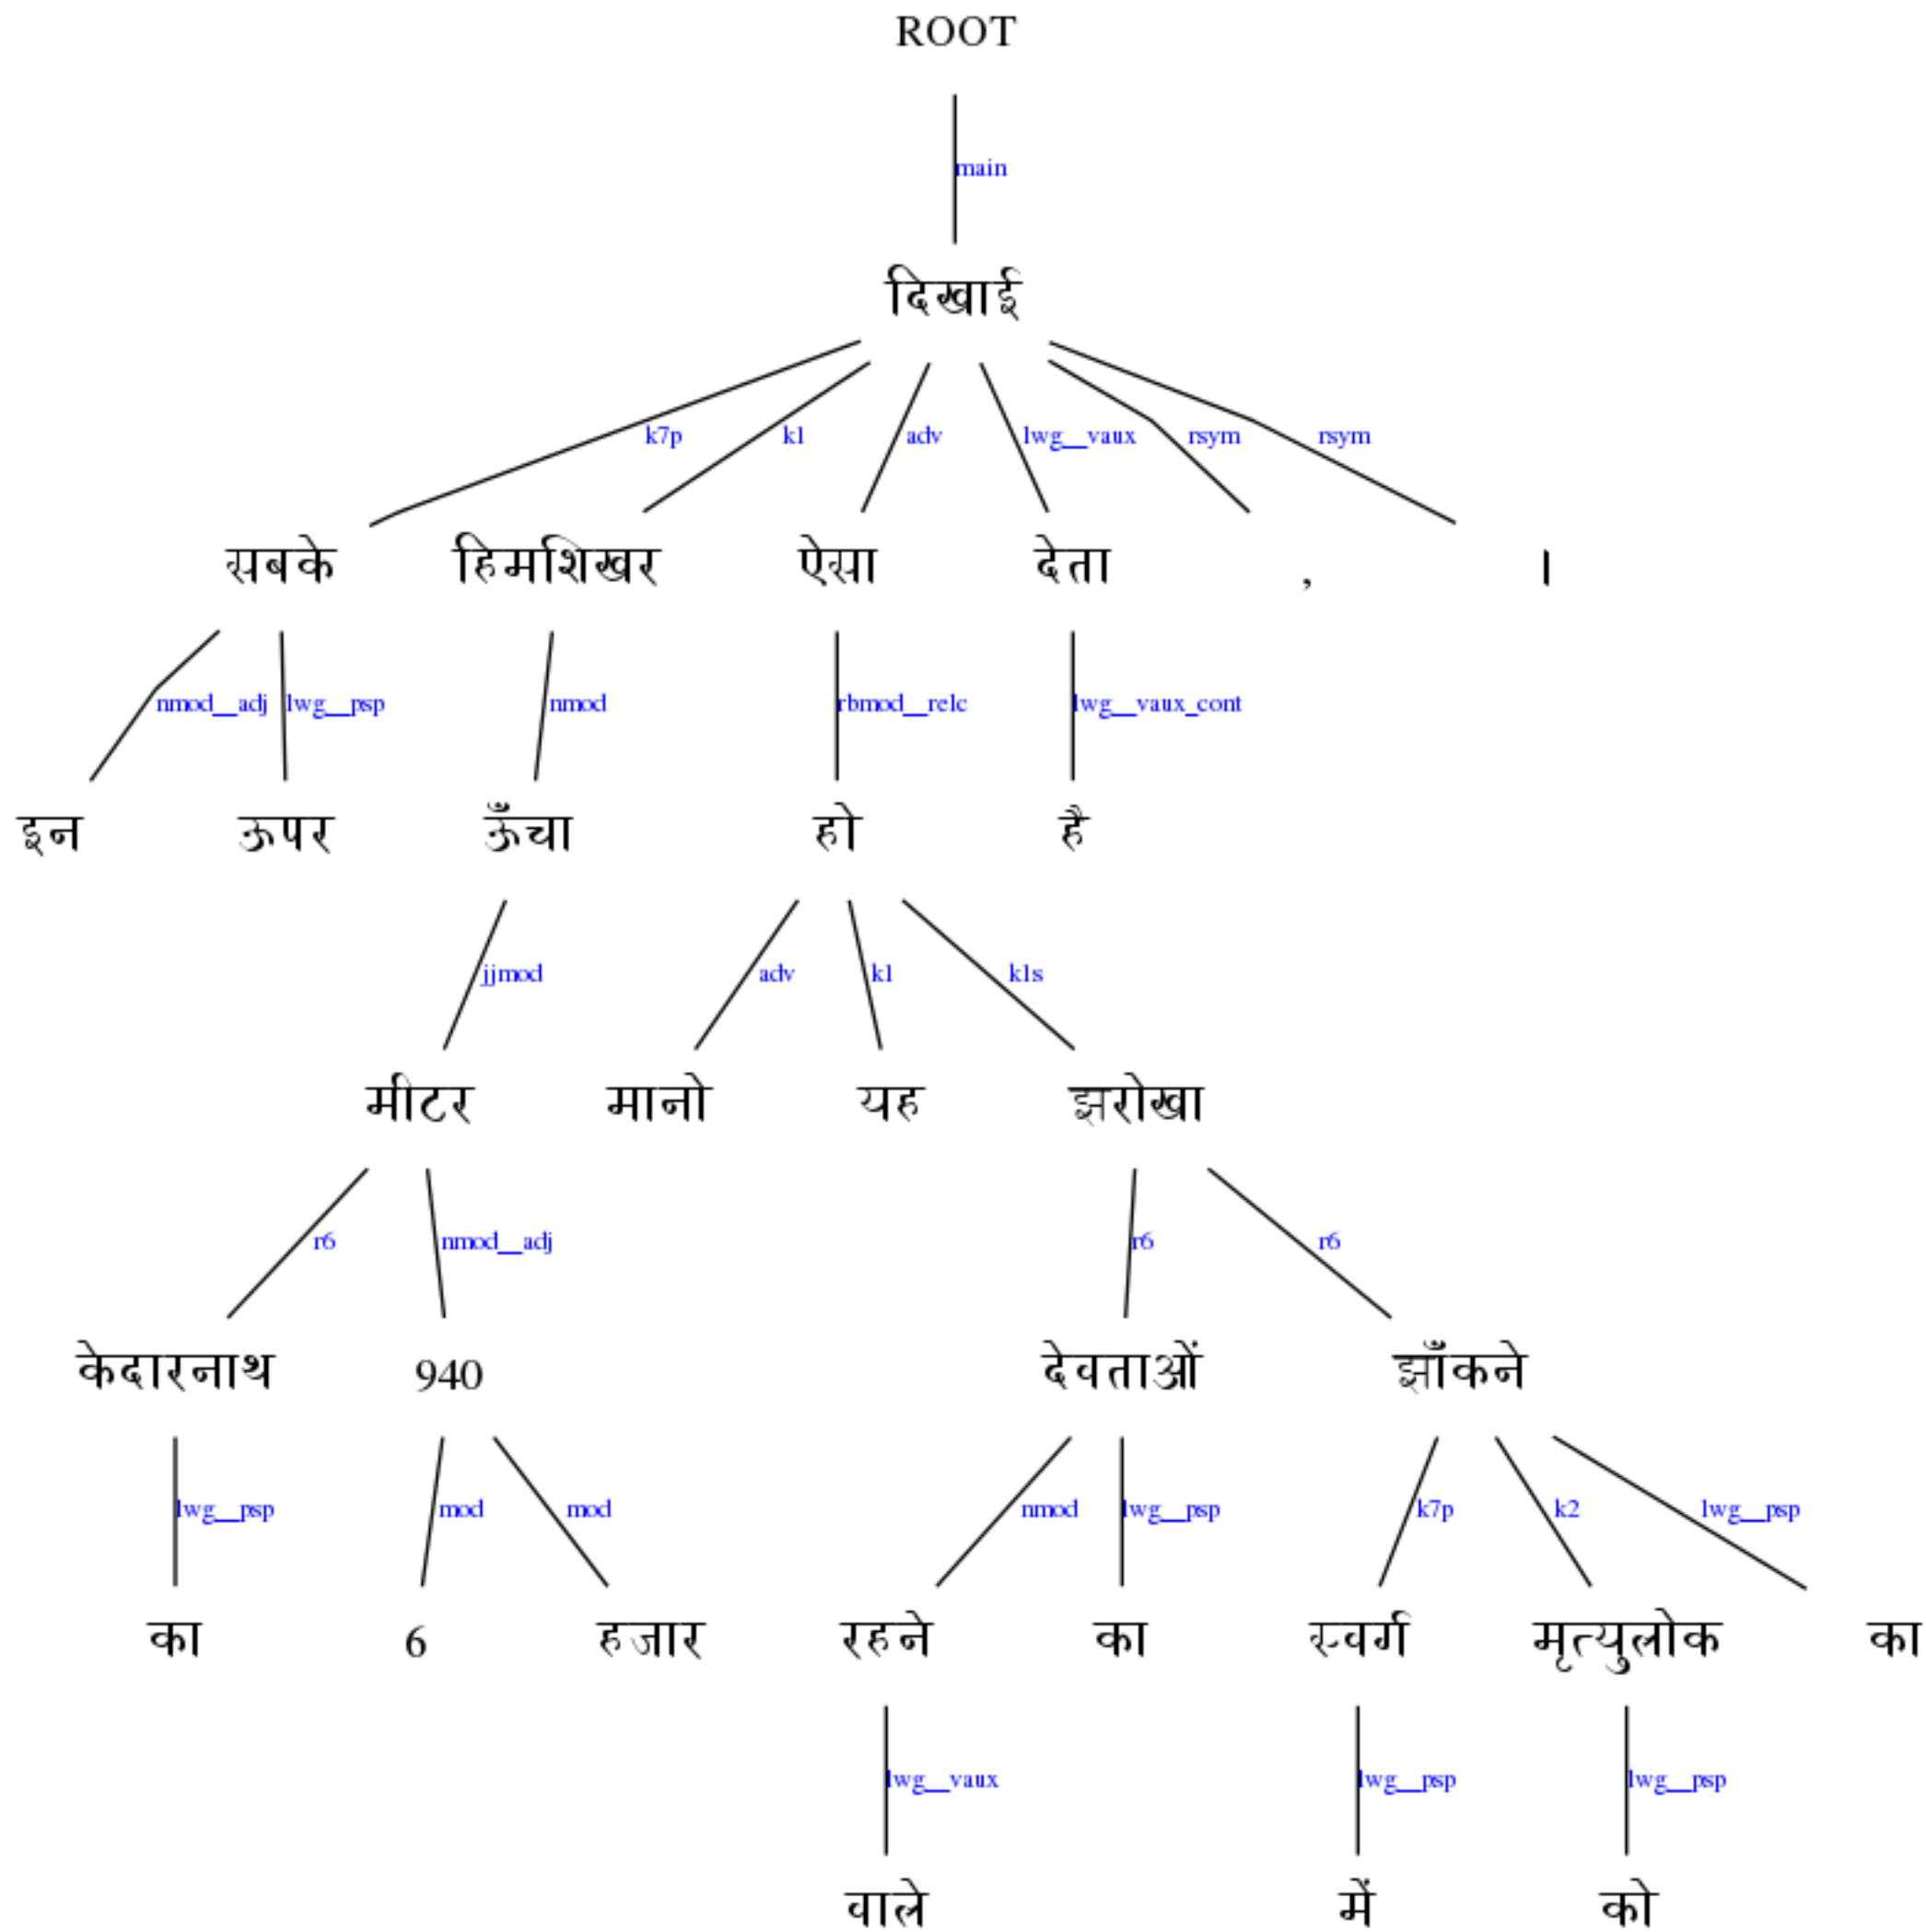 ROOT
main
दिखाई
k7p k1 adv lwg__vaux rsym rsym
सबके हिमशिखर ऐसा देता , ।
nmod__adj lwg__psp nmod rbmod__relc lwg__vaux_cont
इन ऊपर ऊँचा हो है
jjmod adv k1 k1s
मीटर मानो यह झरोखा
r6 nmod__adj r6 r6
केदारनाथ 940 देवताओं झाँकने
lwg__psp mod mod nmod lwg__psp k7p k2 lwg__psp
का 6 हजार रहने का स्वर्ग मृत्युलोक का
lwg__vaux lwg__psp lwg__psp
वाले में को